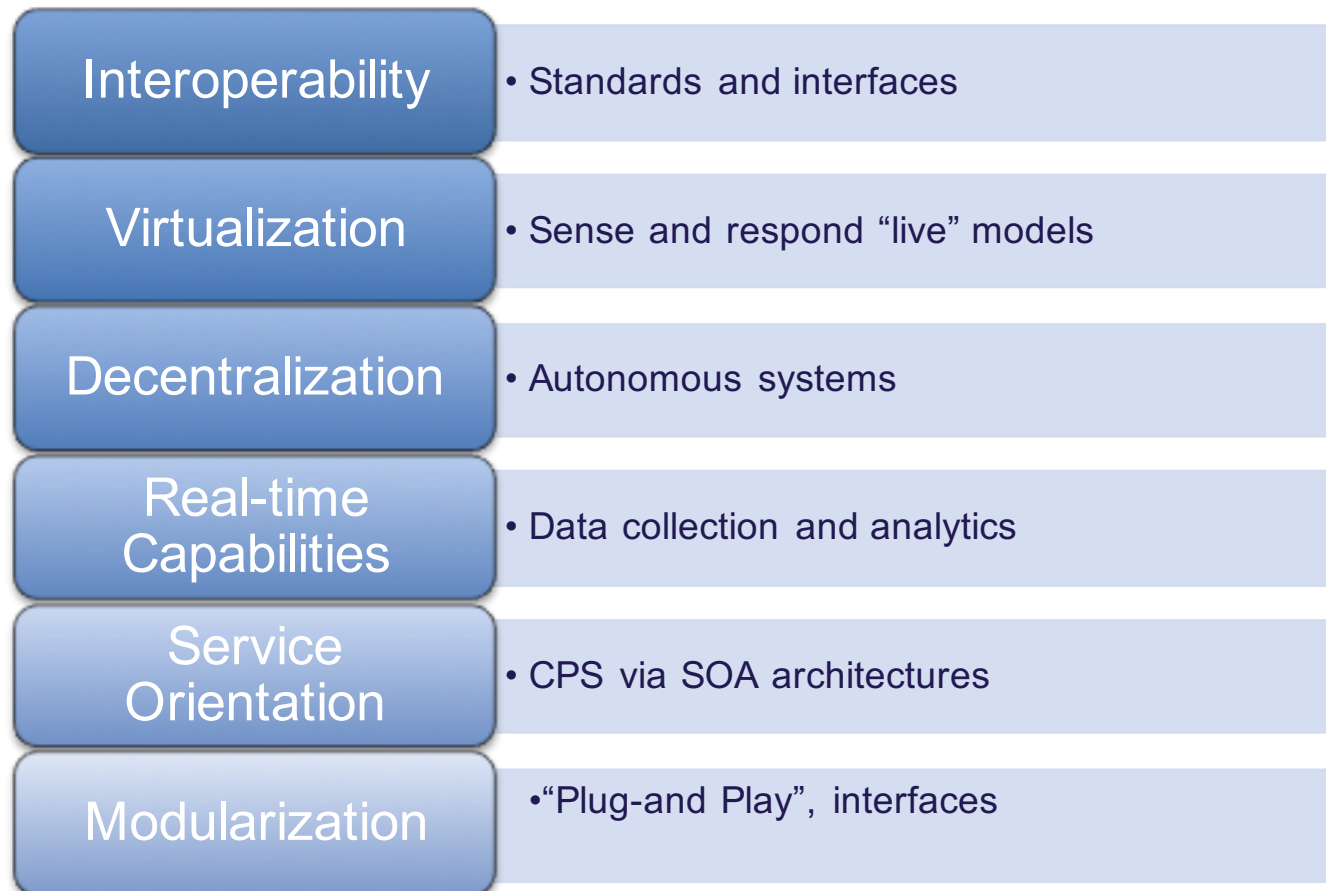 Interoperability
• Standards and interfaces
Virtualization
• Sense and respond “live” models
Decentralization
• Autonomous systems
Real-time
Capabilities
• Data collection and analytics
Service
Orientation
• CPS via SOA architectures
Modularization
•“Plug-and Play”, interfaces